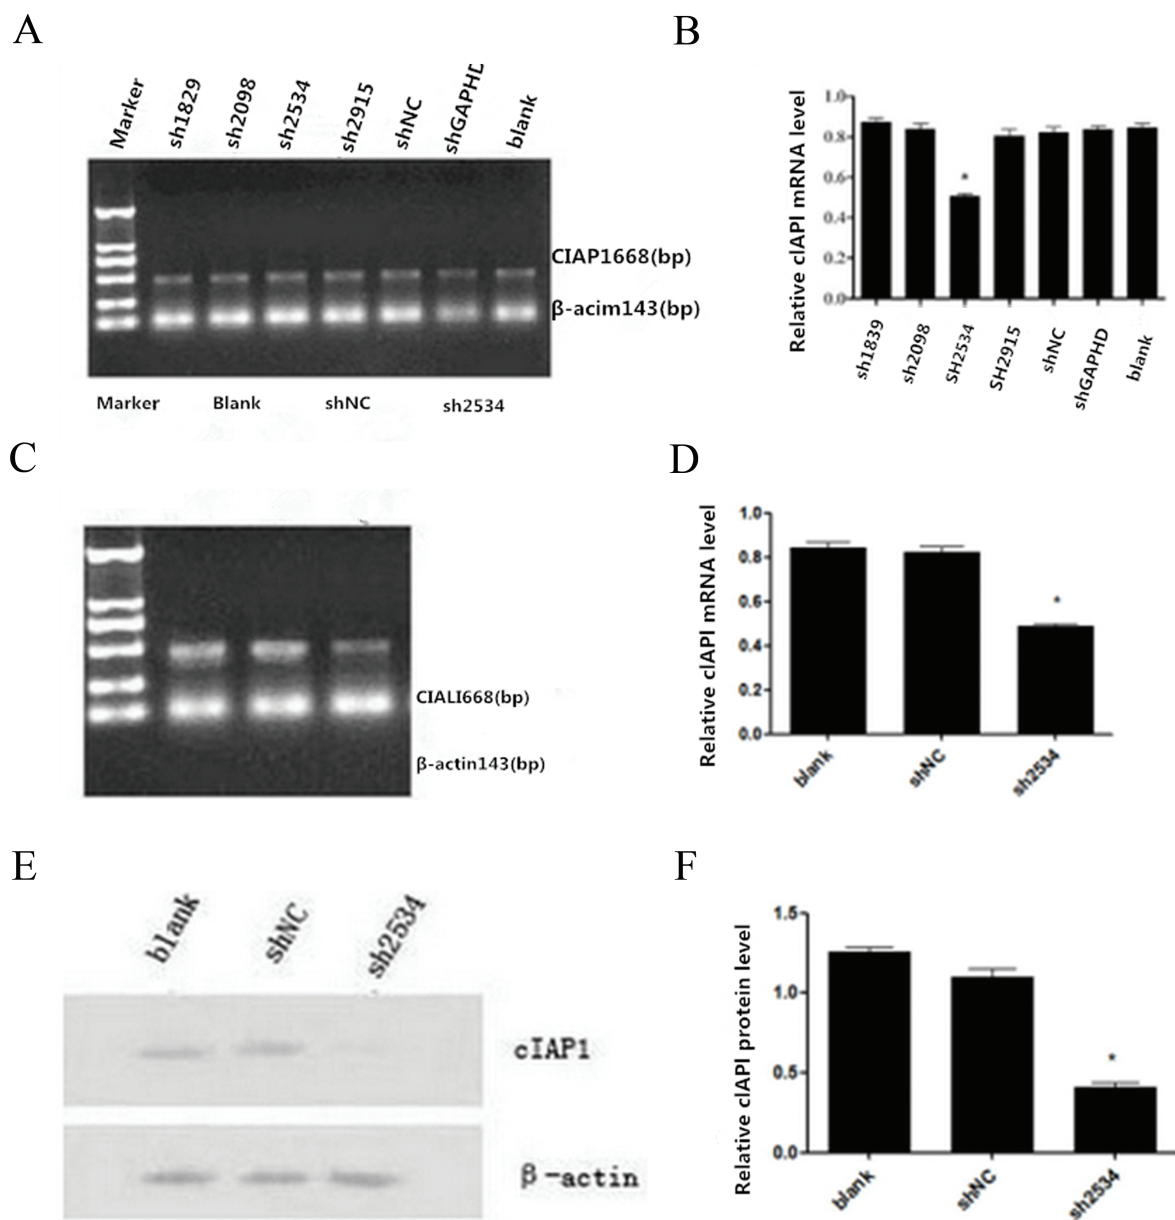 A
Marker
sh1829
sh2098
sh2534
sh2915
shNC
shGAPHD
blank
CIAP1668(bp)
β-acim143(bp)
Marker Blank shNC sh2534
B
Relative cIAPI mRNA level
1.0
0.8
0.6
0.4
0.2
0.0
*
sh1839
sh2098
SH2534
SH2915
shNC
shGAPHD
blank
C
CIALI668(bp)
β-actin143(bp)
D
Relative cIAPI mRNA level
1.0
0.8
0.6
0.4
0.2
0.0
*
blank
shNC
sh2534
E
blank
shNC
sh2534
cIAP1
β-actin
F
Relative cIAPI protein level
1.5
1.0
0.5
0.0
*
blank
shNC
sh2534